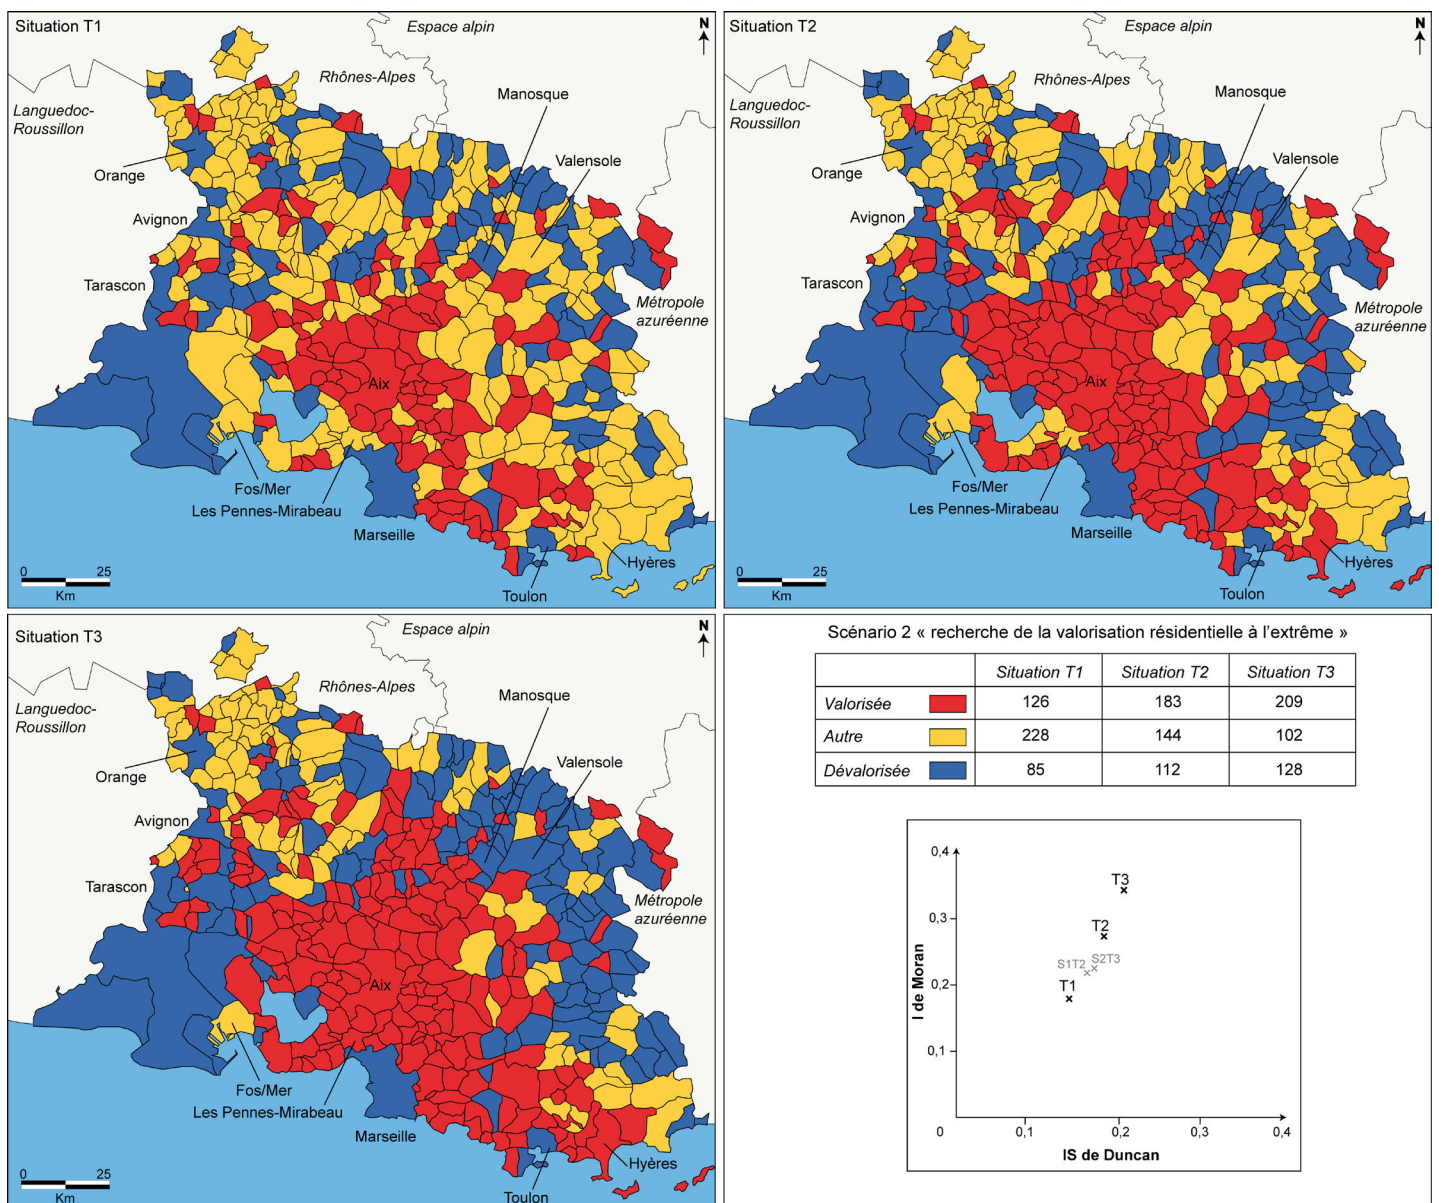 Situation T1
Espace alpin
N
Rhônes-Alpes
Languedoc-
Roussillon
Manosque
Valensole
Orange
Avignon
Tarascon
Métropole
azuréenne
Aix
Fos/Mer
Les Pennes-Mirabeau
Marseille
Hyères
Toulon
0 25
Km
Situation T2
Espace alpin
N
Rhônes-Alpes
Languedoc-
Roussillon
Manosque
Valensole
Orange
Avignon
Tarascon
Métropole
azuréenne
Aix
Fos/Mer
Les Pennes-Mirabeau
Marseille
Hyères
Toulon
0 25
Km
Situation T3
Espace alpin
N
Rhônes-Alpes
Languedoc-
Roussillon
Manosque
Valensole
Orange
Avignon
Tarascon
Métropole
azuréenne
Aix
Fos/Mer
Les Pennes-Mirabeau
Marseille
Hyères
Toulon
0 25
Km
Scénario 2 « recherche de la valorisation résidentielle à l'extrême »
Situation T1 Situation T2 Situation T3
Valorisée 126 183 209
Autre 228 144 102
Dévalorisée 85 112 128
0,4
T3
0,3
T2
S1T2 S2T3
0,2
T1
0,1
I de Moran
0 0,1 0,2 0,3 0,4
IS de Duncan